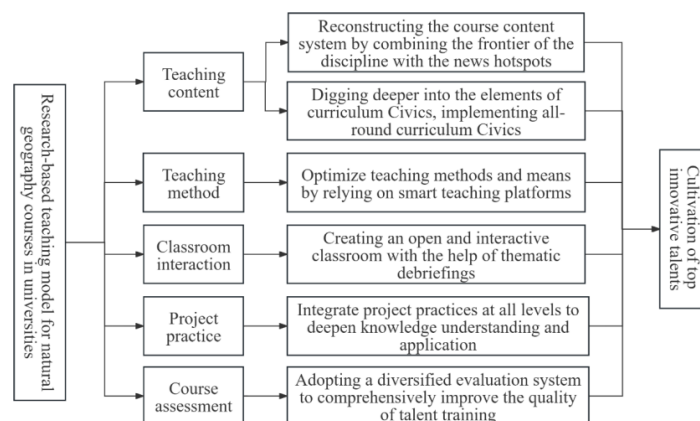 Research-based teaching model for natural
geography courses in universities
Teaching
content
Reconstructing the course content
system by combining the frontier of the
discipline with the news hotspots
Digging deeper into the elements of
curriculum Civics, implementing all-
round curriculum Civics
Teaching
method
Optimize teaching methods and means
by relying on smart teaching platforms
Classroom
interaction
Creating an open and interactive
classroom with the help of thematic
debriefings
Project
practice
Integrate project practices at all levels to
deepen knowledge understanding and
application
Course
assessment
Adopting a diversified evaluation system
to comprehensively improve the quality
of talent training
Cultivation of top
innovative talents